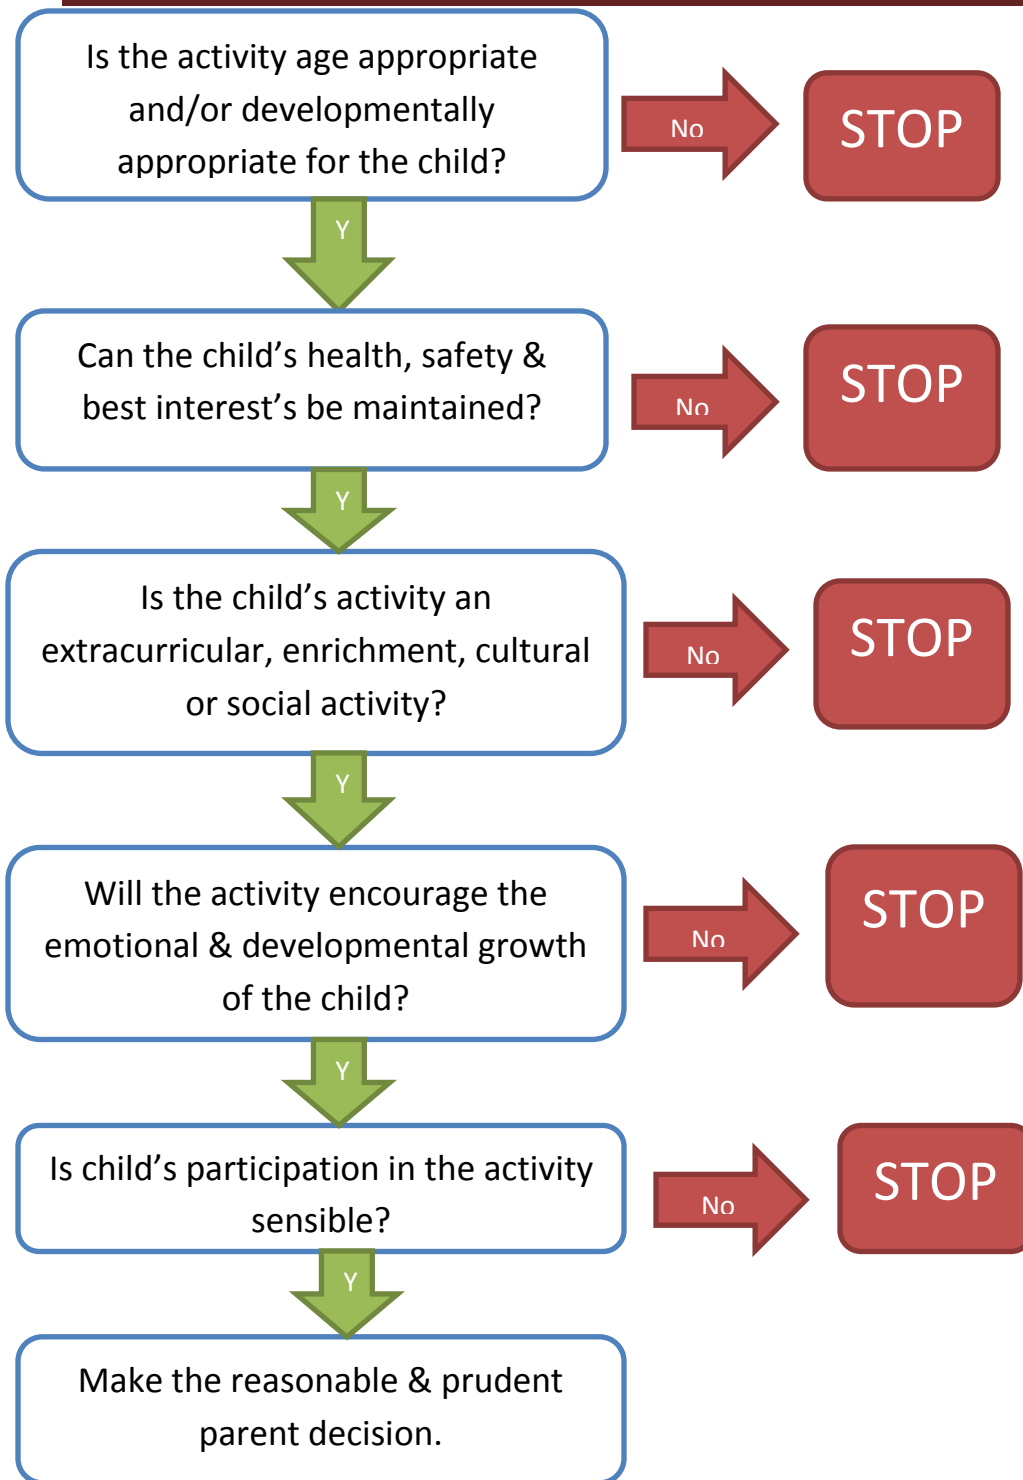 Is the activity age appropriate
and/or developmentally
appropriate for the child?
No
STOP
Y
Can the child’s health, safety &
best interest’s be maintained?
No
STOP
Y
Is the child’s activity an
extracurricular, enrichment, cultural
or social activity?
No
STOP
Y
Will the activity encourage the
emotional & developmental growth
of the child?
No
STOP
Y
Is child’s participation in the activity
sensible?
No
STOP
Y
Make the reasonable & prudent
parent decision.